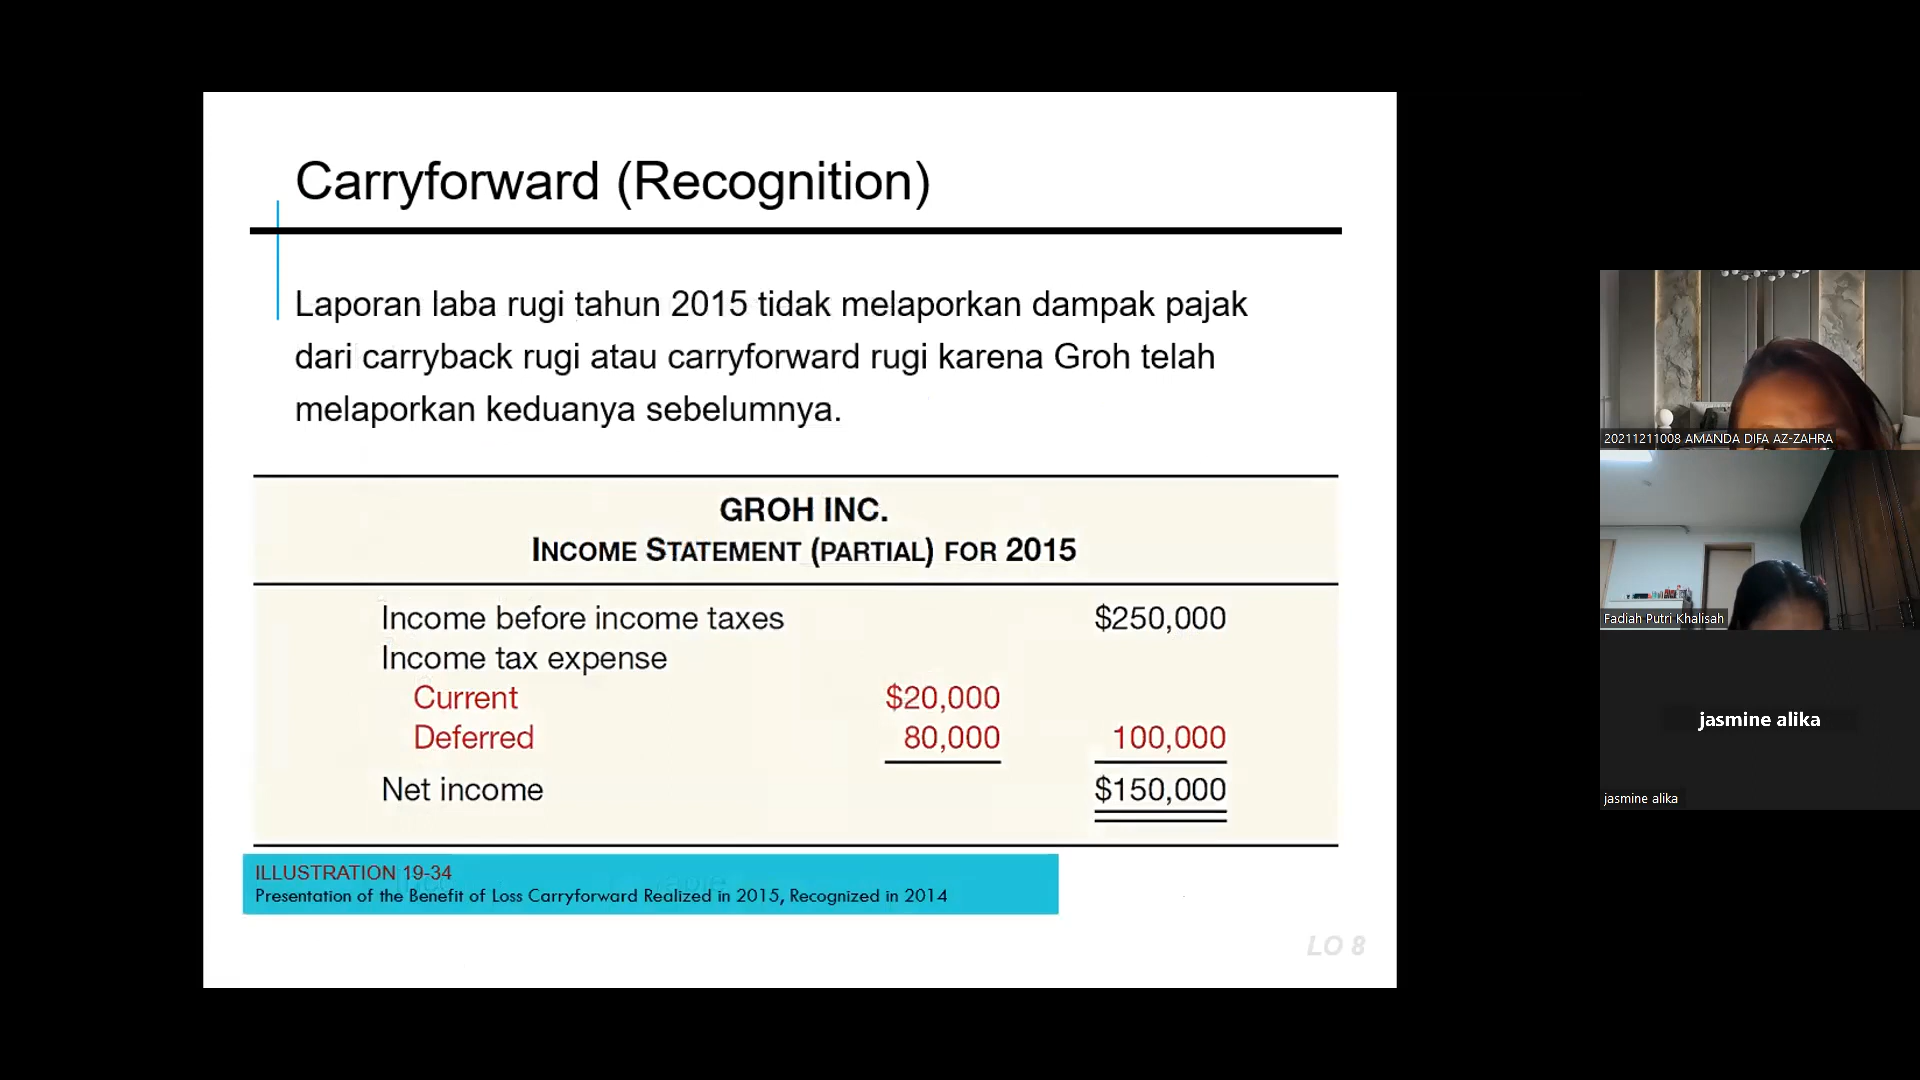 Carryforward (Recognition)
Laporan laba rugi tahun 2015 tidak melaporkan dampak pajak
dari carryback rugi atau carryforward rugi karena Groh telah
melaporkan keduanya sebelumnya.
GROH INC.
INCOME STATEMENT (PARTIAL) FOR 2015
Income before income taxes $250,000
Income tax expense
Current $20,000
Deferred 80,000 100,000
Net income $150,000
ILLUSTRATION 19-34
Presentation of the Benefit of Loss Carryforward Realized in 2015, Recognized in 2014
LO 8
20211211008 AMANDA DIFA AZ-ZAHRA
Fadiah Putri Khalisah
jasmine alika
jasmine alika